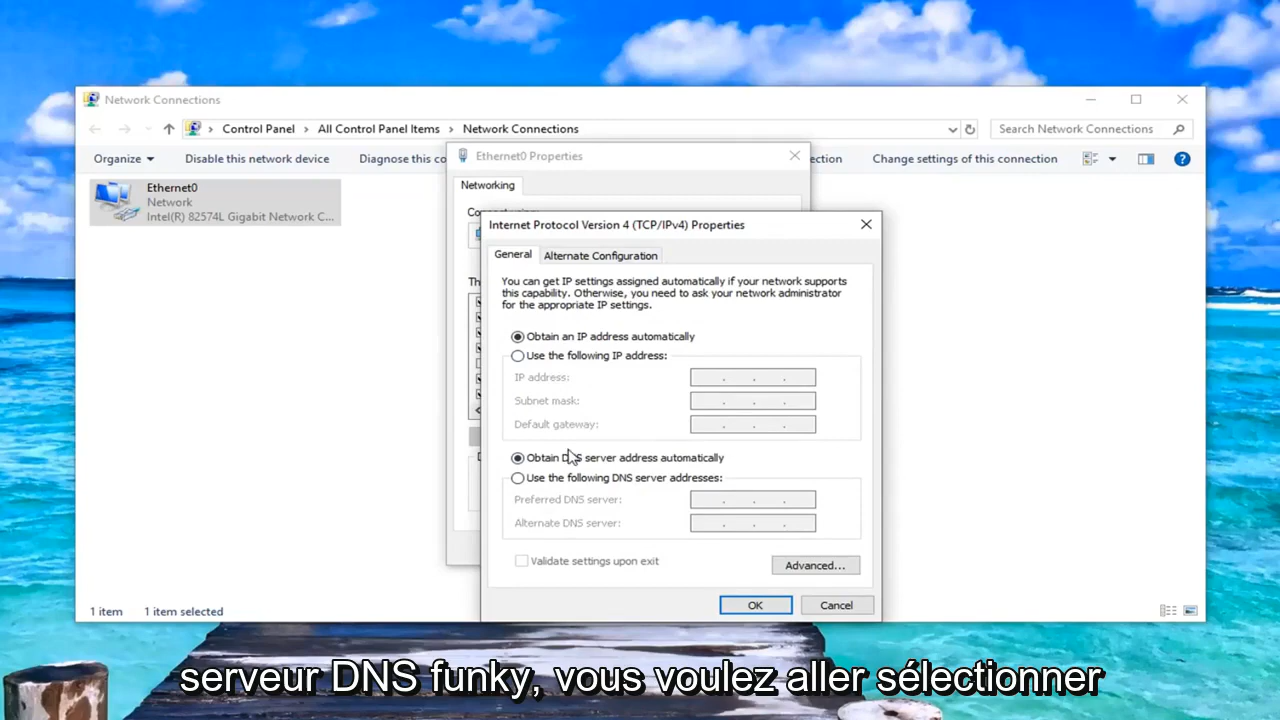 Network Connections
Control Panel > All Control Panel Items > Network Connections
Search Network Connections
Organize
Disable this network device
Diagnose this co
ction
Change settings of this connection
Ethernet0
Network
Intel(R) 82574L Gigabit Network C...
Ethernet0 Properties
Networking
Internet Protocol Version 4 (TCP/IPv4) Properties
General
Alternate Configuration
You can get IP settings assigned automatically if your network supports
this capability. Otherwise, you need to ask your network administrator
for the appropriate IP settings.
Obtain an IP address automatically
Use the following IP address:
IP address:
Subnet mask:
Default gateway:
Obtain DNS server address automatically
Use the following DNS server addresses:
Preferred DNS server:
Alternate DNS server:
Validate settings upon exit
Advanced...
OK
Cancel
1 item
1 item selected
serveur DNS funky, vous voulez aller sélectionner